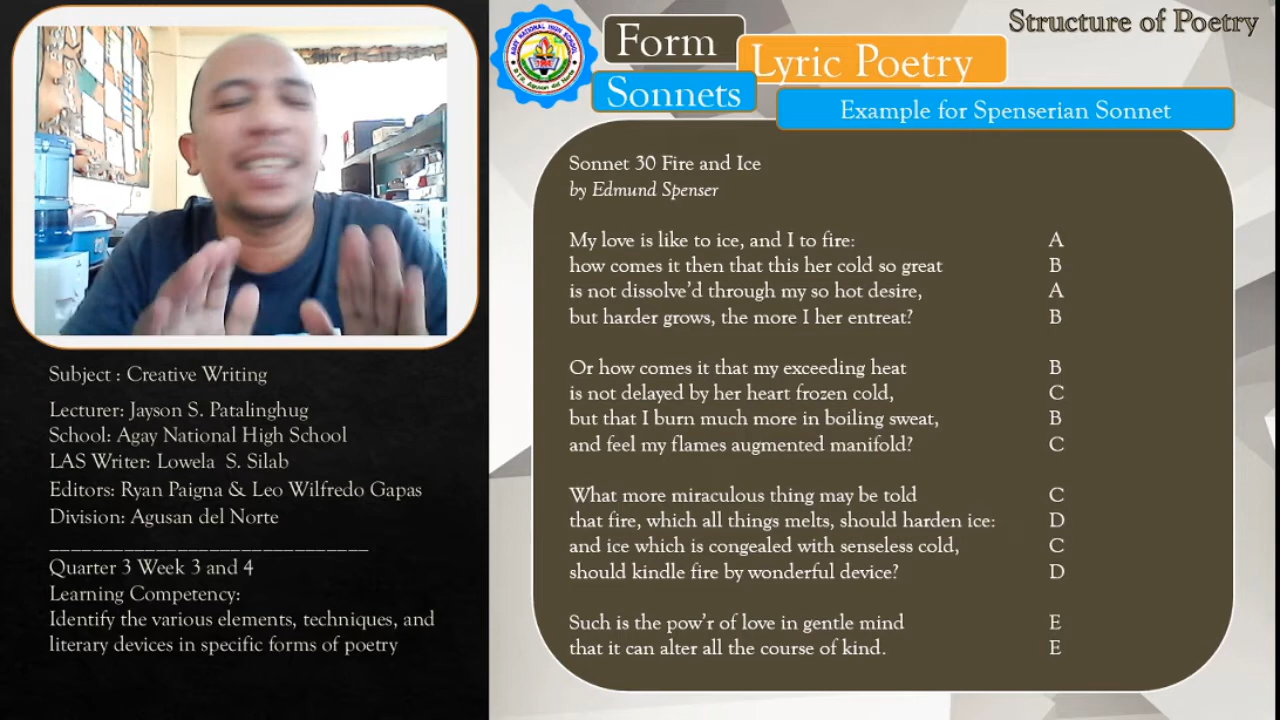 Structure of Poetry
Form
Lyric Poetry
Sonnets
Example for Spenserian Sonnet
AGAY NATIONAL HIGH SCHOOL
Sonnet 30 Fire and Ice
by Edmund Spenser
My love is like to ice, and I to fire: A
how comes it then that this her cold so great B
is not dissolve'd through my so hot desire, A
but harder grows, the more I her entreat? B
Or how comes it that my exceeding heat B
is not delayed by her heart frozen cold, C
but that I burn much more in boiling sweat, B
and feel my flames augmented manifold? C
What more miraculous thing may be told C
that fire, which all things melts, should harden ice: D
and ice which is congealed with senseless cold, C
should kindle fire by wonderful device? D
Such is the pow'r of love in gentle mind E
that it can alter all the course of kind. E
Subject : Creative Writing
Lecturer: Jayson S. Patalinghug
School: Agay National High School
LAS Writer: Lowela S. Silab
Editors: Ryan Paigna & Leo Wilfredo Gapas
Division: Agusan del Norte
______________________________
Quarter 3 Week 3 and 4
Learning Competency:
Identify the various elements, techniques, and
literary devices in specific forms of poetry